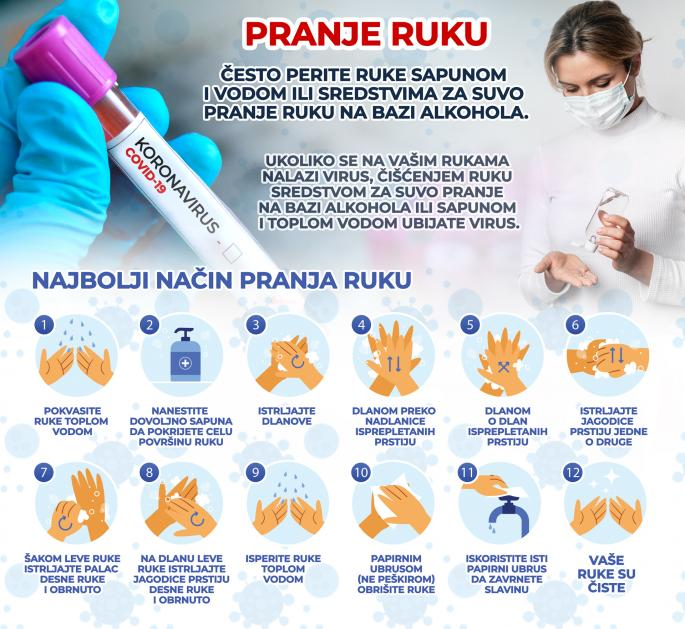 PRANJE RUKU
ČESTO PERITE RUKE SAPUNOM
I VODOM ILI SREDSTVIMA ZA SUVO
PRANJE RUKU NA BAZI ALKOHOLA.
KORONAVIRUS -
COVID-19
UKOLIKO SE NA VAŠIM RUKAMA
NALAZI VIRUS, ČIŠĆENJEM RUKU
SREDSTVOM ZA SUVO PRANJE
NA BAZI ALKOHOLA ILI SAPUNOM
I TOPLOM VODOM UBIJATE VIRUS.
NAJBOLJI NAČIN PRANJA RUKU
1
POKVASITE
RUKE TOPLOM
VODOM
2
NANESTITE
DOVOLJNO SAPUNA
DA POKRIJETE CELU
POVRŠINU RUKU
3
ISTRLJAJTE
DLANOVE
4
DLANOM PREKO
NADLANICE
ISPREPLETANIH
PRSTIJU
5
DLANOM
O DLAN
ISPREPLETANIH
PRSTIJU
6
ISTRLJAJTE
JAGODICE
PRSTIJU JEDNE
O DRUGE
7
ŠAKOM LEVE RUKE
ISTRLJAJTE PALAC
DESNE RUKE
I OBRNUTO
8
NA DLANU LEVE
RUKE ISTRLJAJTE
JAGODICE PRSTIJU
DESNE RUKE
I OBRNUTO
9
ISPERITE RUKE
TOPLOM
VODOM
10
PAPIRNIM
UBRUSOM
(NE PEŠKIROM)
OBRIŠITE RUKE
11
ISKORISTITE ISTI
PAPIRNI UBRUS
DA ZAVRNETE
SLAVINU
12
VAŠE
RUKE SU
ČISTE